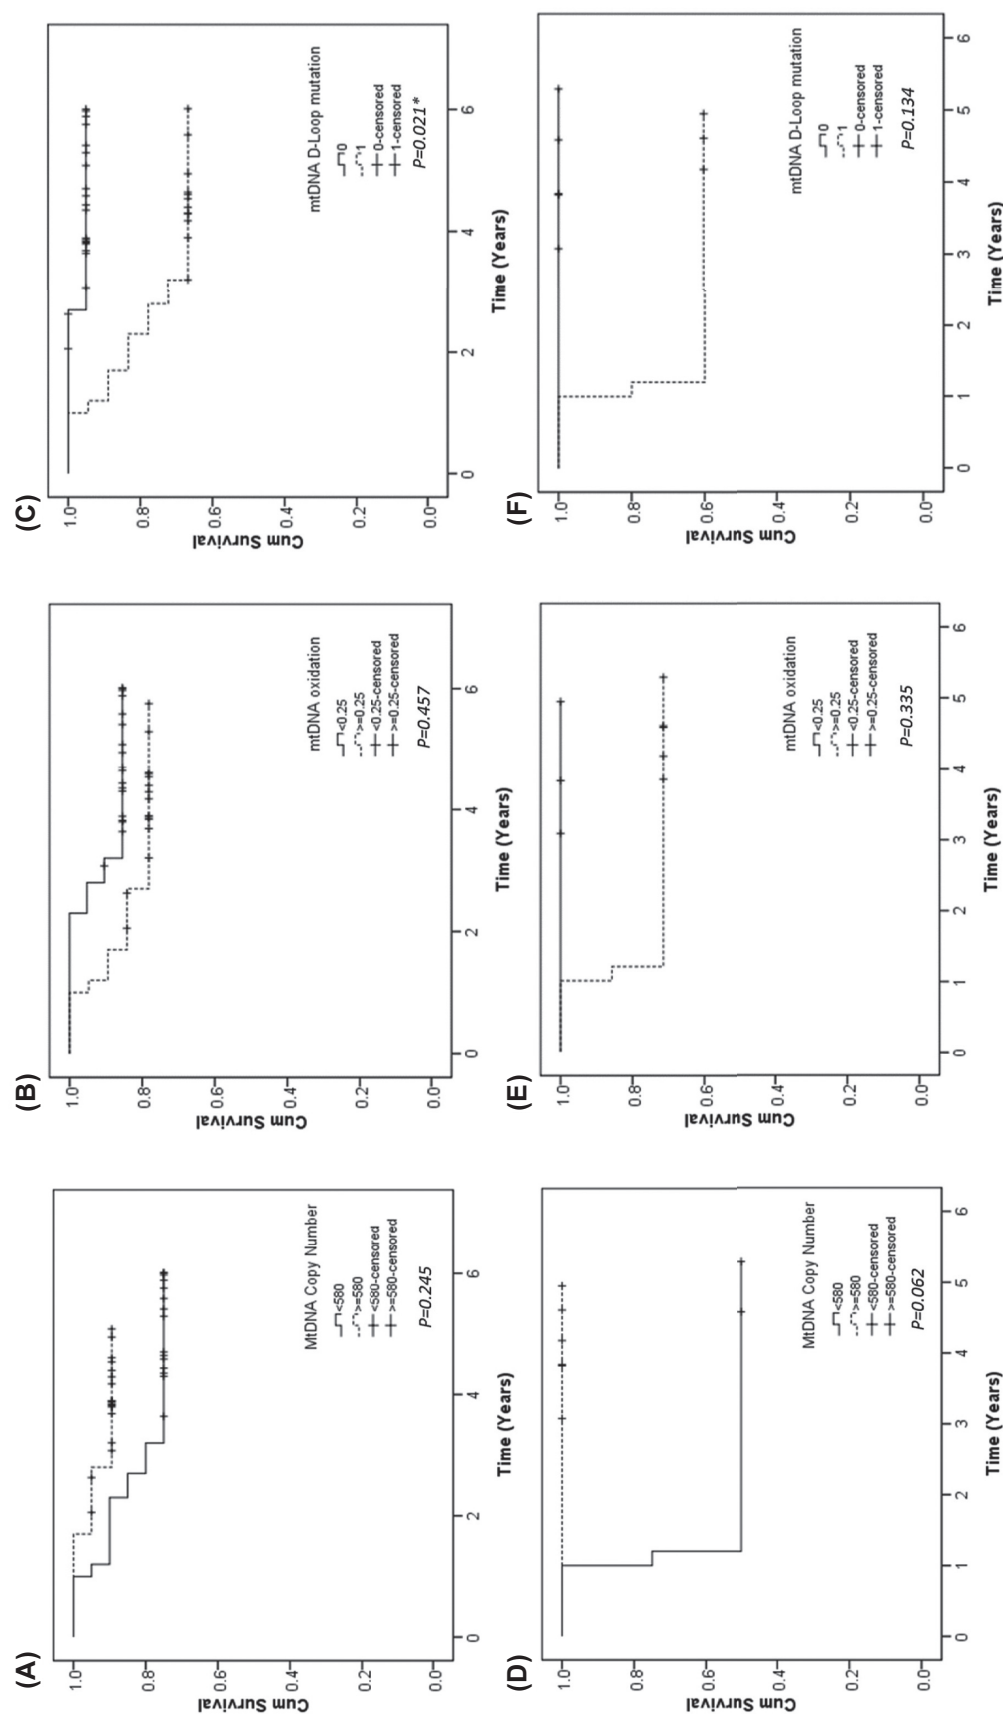 (A)
Cum Survival
1.0
0.8
0.6
0.4
0.2
0.0
0
2
4
6
Time (Years)
MtDNA Copy Number
<580
>=580
<580-censored
>=580-censored
P=0.245
(B)
Cum Survival
1.0
0.8
0.6
0.4
0.2
0.0
0
2
4
6
Time (Years)
mtDNA oxidation
<0.25
>=0.25
<0.25-censored
>=0.25-censored
P=0.457
(C)
Cum Survival
1.0
0.8
0.6
0.4
0.2
0.0
0
2
4
6
Time (Years)
mtDNA D-Loop mutation
0
1
0-censored
1-censored
P=0.021*
(D)
Cum Survival
1.0
0.8
0.6
0.4
0.2
0.0
0
1
2
3
4
5
6
Time (Years)
MtDNA Copy Number
<580
>=580
<580-censored
>=580-censored
P=0.062
(E)
Cum Survival
1.0
0.8
0.6
0.4
0.2
0.0
0
1
2
3
4
5
6
Time (Years)
mtDNA oxidation
<0.25
>=0.25
<0.25-censored
>=0.25-censored
P=0.335
(F)
Cum Survival
1.0
0.8
0.6
0.4
0.2
0.0
0
1
2
3
4
5
6
Time (Years)
mtDNA D-Loop mutation
0
1
0-censored
1-censored
P=0.134